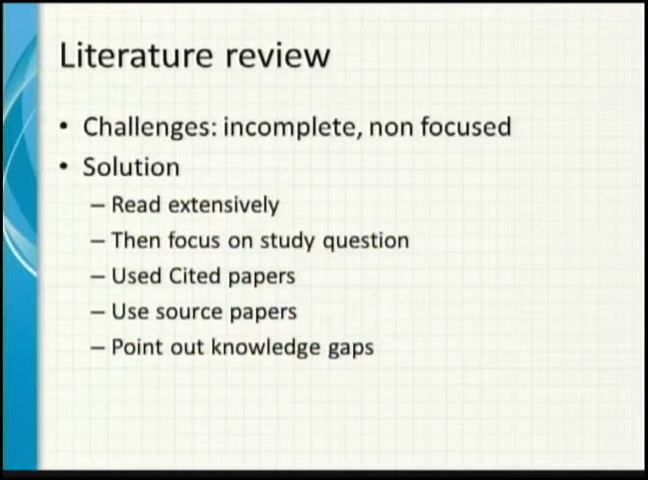 Literature review
• Challenges: incomplete, non focused
• Solution
– Read extensively
– Then focus on study question
– Used Cited papers
– Use source papers
– Point out knowledge gaps